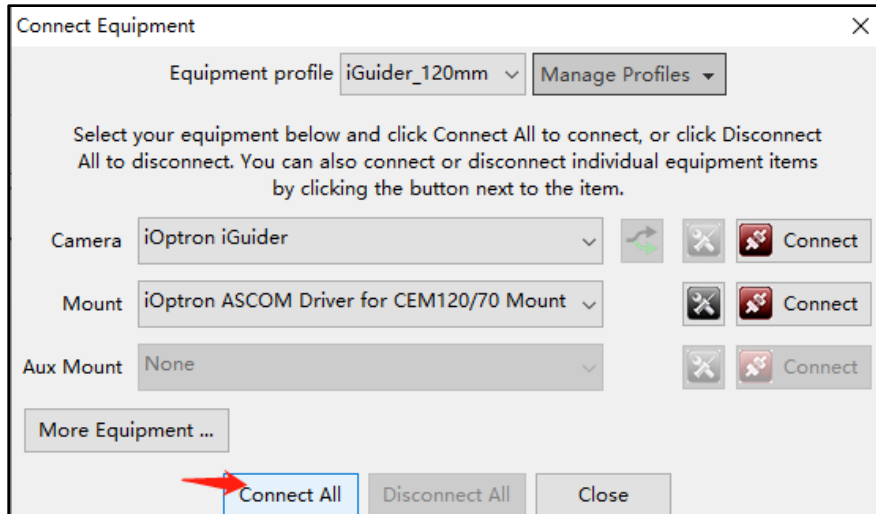 Connect Equipment
Equipment profile iGuider_120mm Manage Profiles
Select your equipment below and click Connect All to connect, or click Disconnect
All to disconnect. You can also connect or disconnect individual equipment items
by clicking the button next to the item.
Camera iOptron iGuider Connect
Mount iOptron ASCOM Driver for CEM120/70 Mount Connect
Aux Mount None Connect
More Equipment ...
Connect All Disconnect All Close